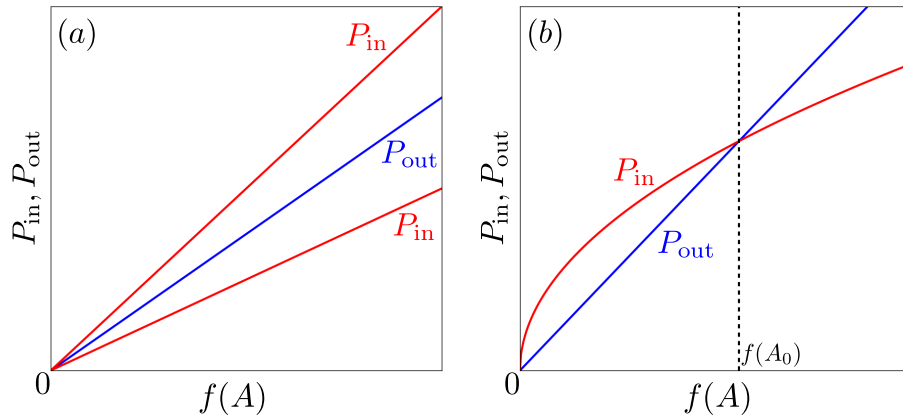 (a)
P_in
P_out
P_in
P_in, P_out
0
f(A)
(b)
P_in
P_out
f(A_0)
P_in, P_out
0
f(A)